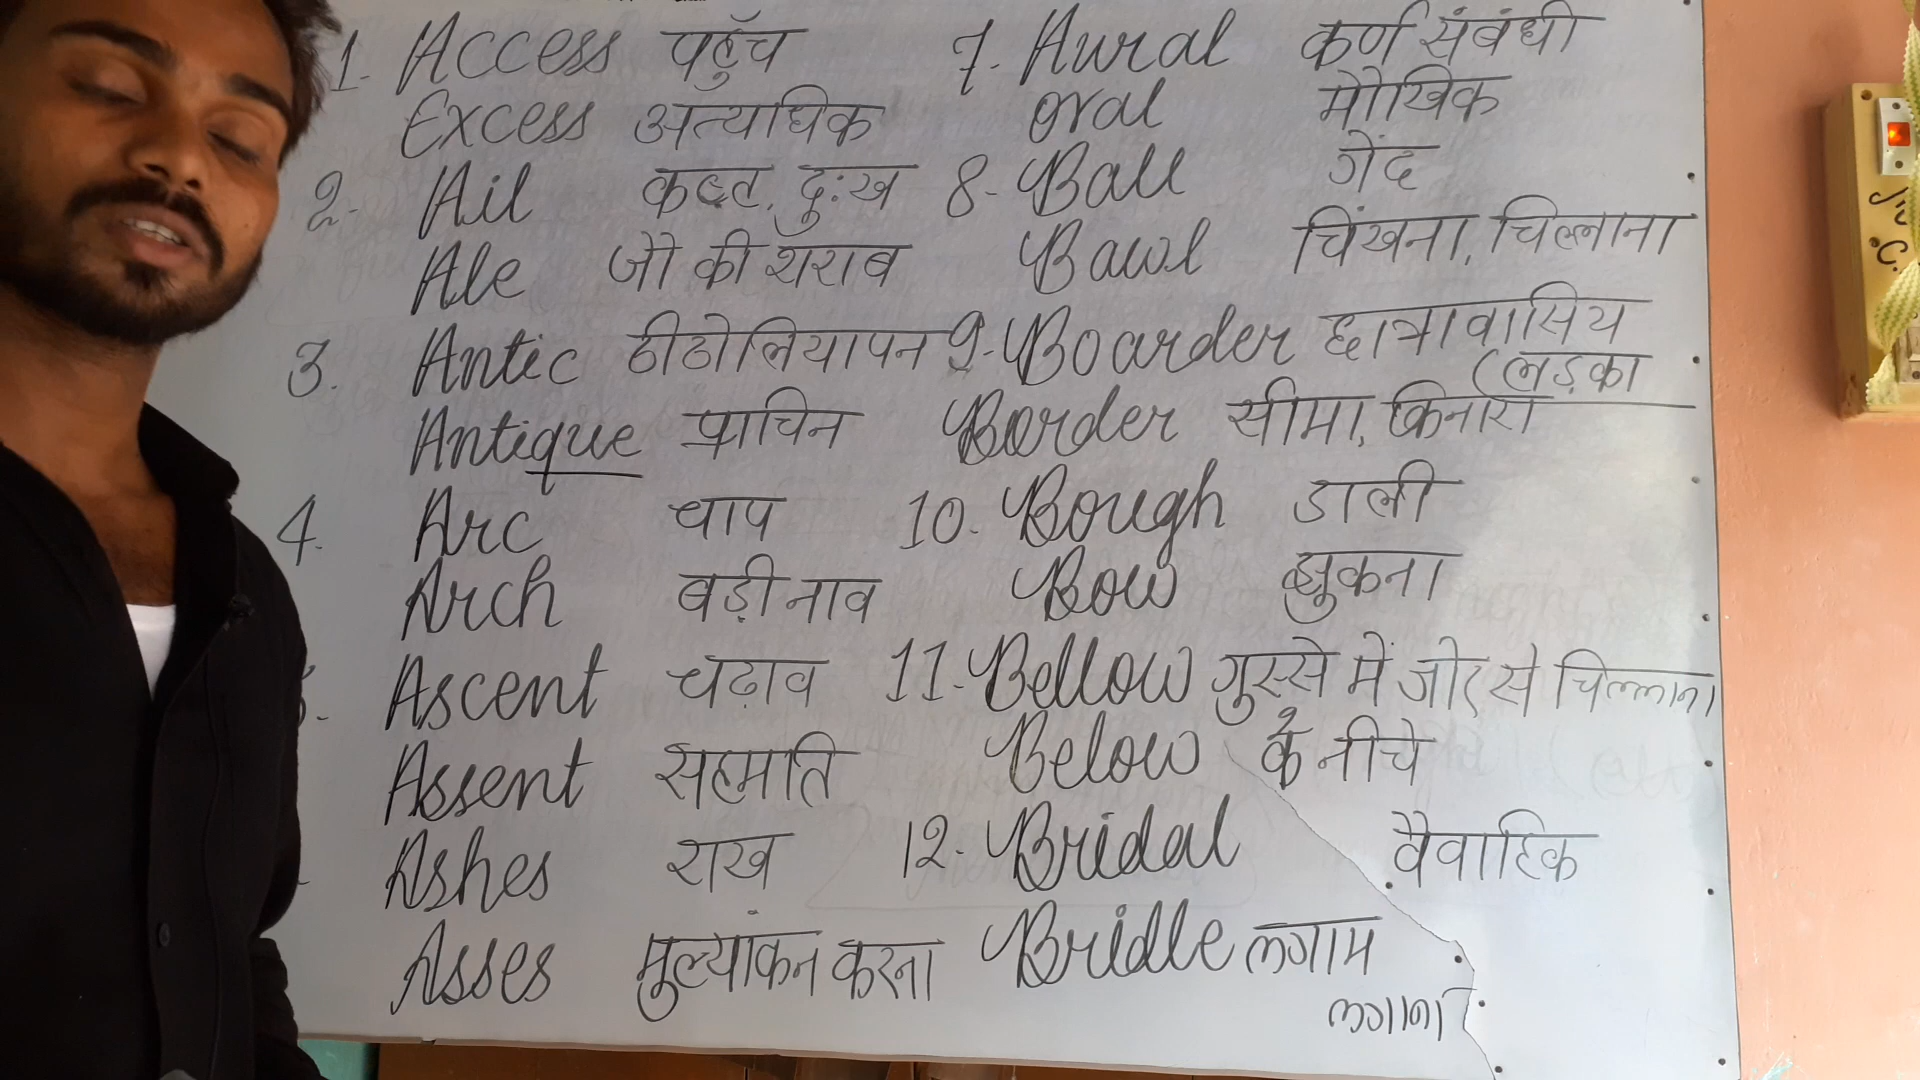 1. Access पहुँच
Excess अत्यधिक
2. Ail कष्ट, दुःख
Ale जौ की शराब
3. Antic ठीठोलियापन
Antique प्राचिन
4. Arc चाप
Arch बड़ी नाव
5. Ascent चढ़ाव
Assent सहमति
Ashes राख
Asses मुल्यांकन करना
7. Aural कर्ण संबंधी
Oral मौखिक
8. Ball गेंद
Bawl चिंखना, चिल्लाना
9. Boarder छात्रावासिय
(लड़का
Border सीमा, किनारा
10. Bough डाली
Bow झुकना
11. Bellow गुस्से में जोर से चिल्लाना
Below के नीचे
12. Bridal वैवाहिक
Bridle लगाम
लगाना